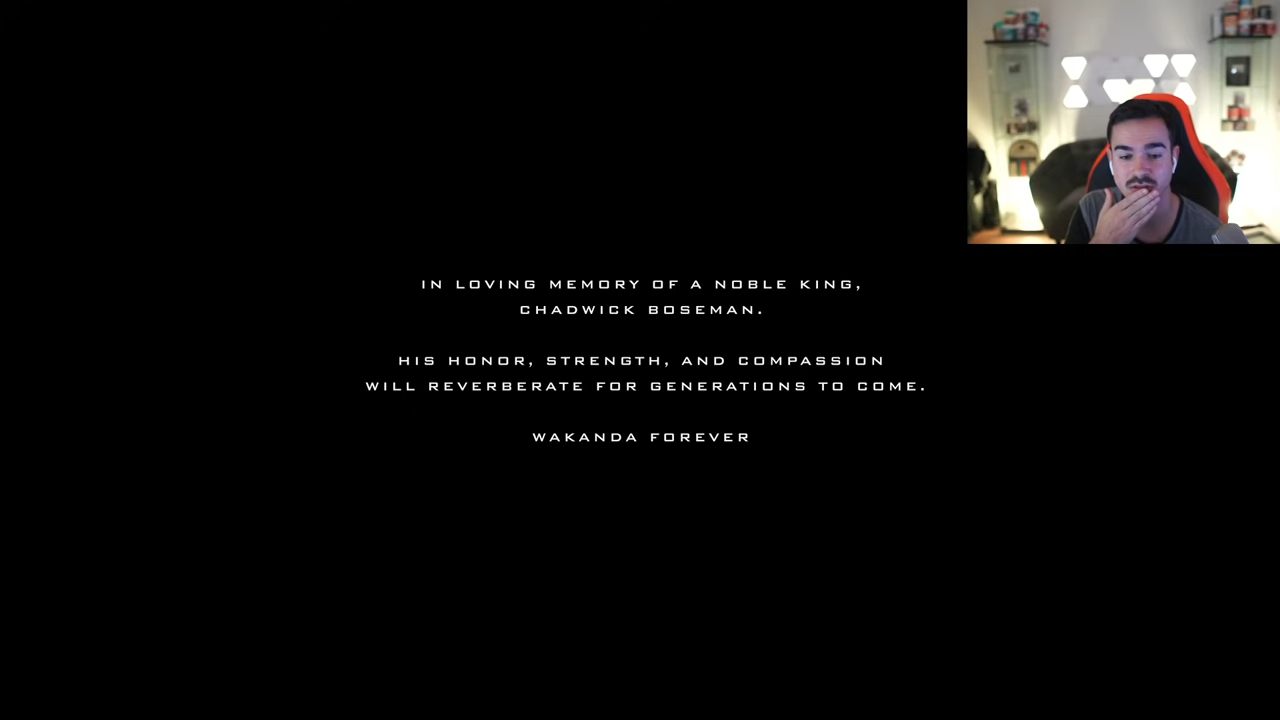 IN LOVING MEMORY OF A NOBLE KING,
CHADWICK BOSEMAN.
HIS HONOR, STRENGTH, AND COMPASSION
WILL REVERBERATE FOR GENERATIONS TO COME.
WAKANDA FOREVER